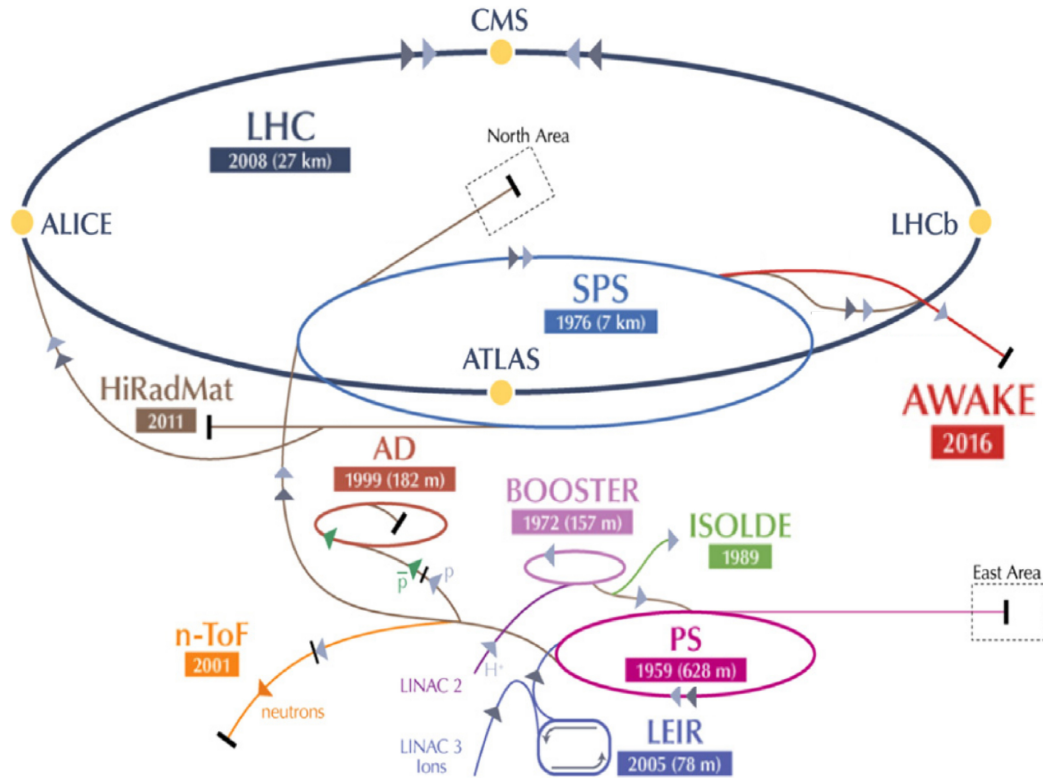 CMS
LHC
2008 (27 km)
North Area
ALICE
LHCb
SPS
1976 (7 km)
ATLAS
HiRadMat
2011
AWAKE
2016
AD
1999 (182 m)
BOOSTER
1972 (157 m)
ISOLDE
1989
p̅
p
East Area
n-ToF
2001
PS
1959 (628 m)
H⁺
LINAC 2
neutrons
LINAC 3
Ions
LEIR
2005 (78 m)